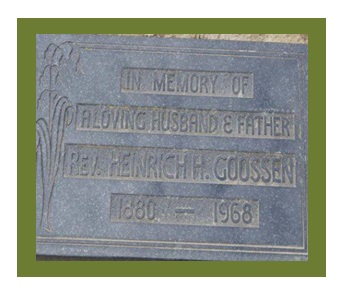 IN MEMORY OF
A LOVING HUSBAND & FATHER
REV. HEINRICH H. GOOSSEN
1880 — 1968